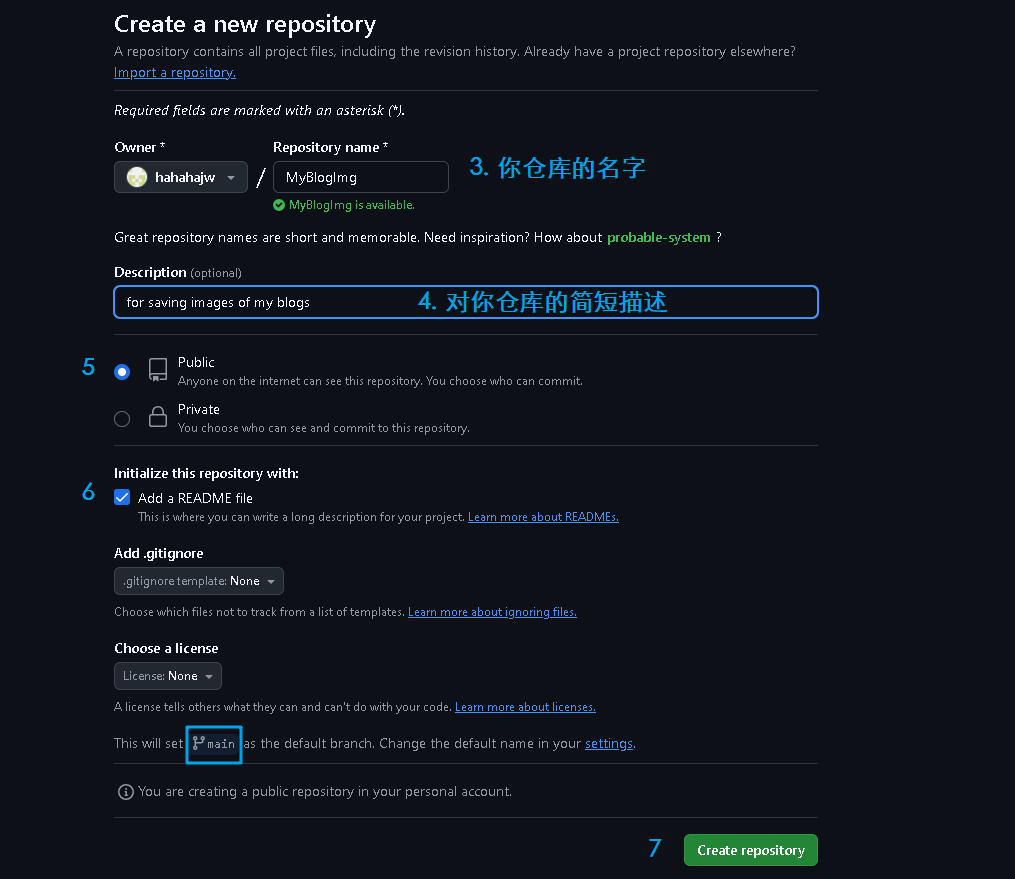 Create a new repository
A repository contains all project files, including the revision history. Already have a project repository elsewhere?
Import a repository.
Required fields are marked with an asterisk (*).
Owner *
Repository name *
hahahajw
/
MyBlogImg
3. 你仓库的名字
MyBlogImg is available.
Great repository names are short and memorable. Need inspiration? How about probable-system ?
Description (optional)
for saving images of my blogs
4. 对你仓库的简短描述
5
Public
Anyone on the internet can see this repository. You choose who can commit.
Private
You choose who can see and commit to this repository.
Initialize this repository with:
6
Add a README file
This is where you can write a long description for your project. Learn more about READMEs.
Add .gitignore
.gitignore template: None
Choose which files not to track from a list of templates. Learn more about ignoring files.
Choose a license
License: None
A license tells others what they can and can't do with your code. Learn more about licenses.
This will set main as the default branch. Change the default name in your settings.
You are creating a public repository in your personal account.
7
Create repository